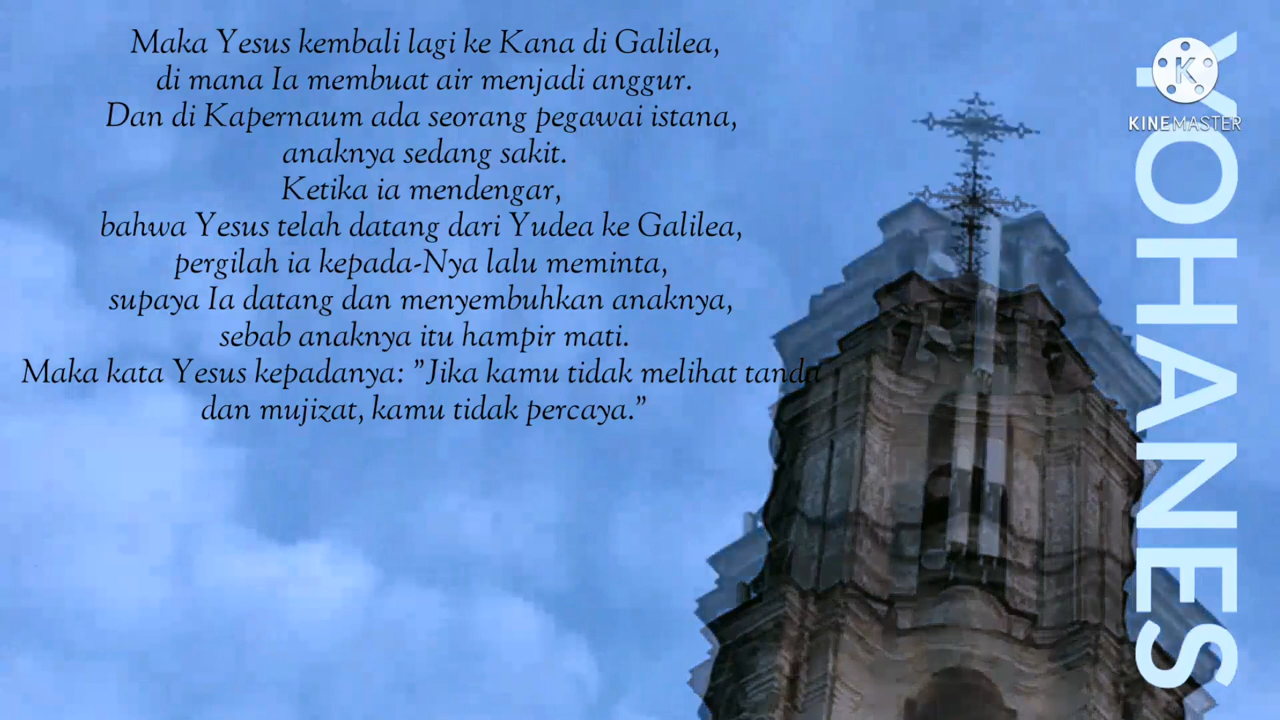 Maka Yesus kembali lagi ke Kana di Galilea,
di mana Ia membuat air menjadi anggur.
Dan di Kapernaum ada seorang pegawai istana,
anaknya sedang sakit.
Ketika ia mendengar,
bahwa Yesus telah datang dari Yudea ke Galilea,
pergilah ia kepada-Nya lalu meminta,
supaya Ia datang dan menyembuhkan anaknya,
sebab anaknya itu hampir mati.
Maka kata Yesus kepadanya: ”Jika kamu tidak melihat tanda
dan mujizat, kamu tidak percaya.”
YOHANES
K
KINEMASTER